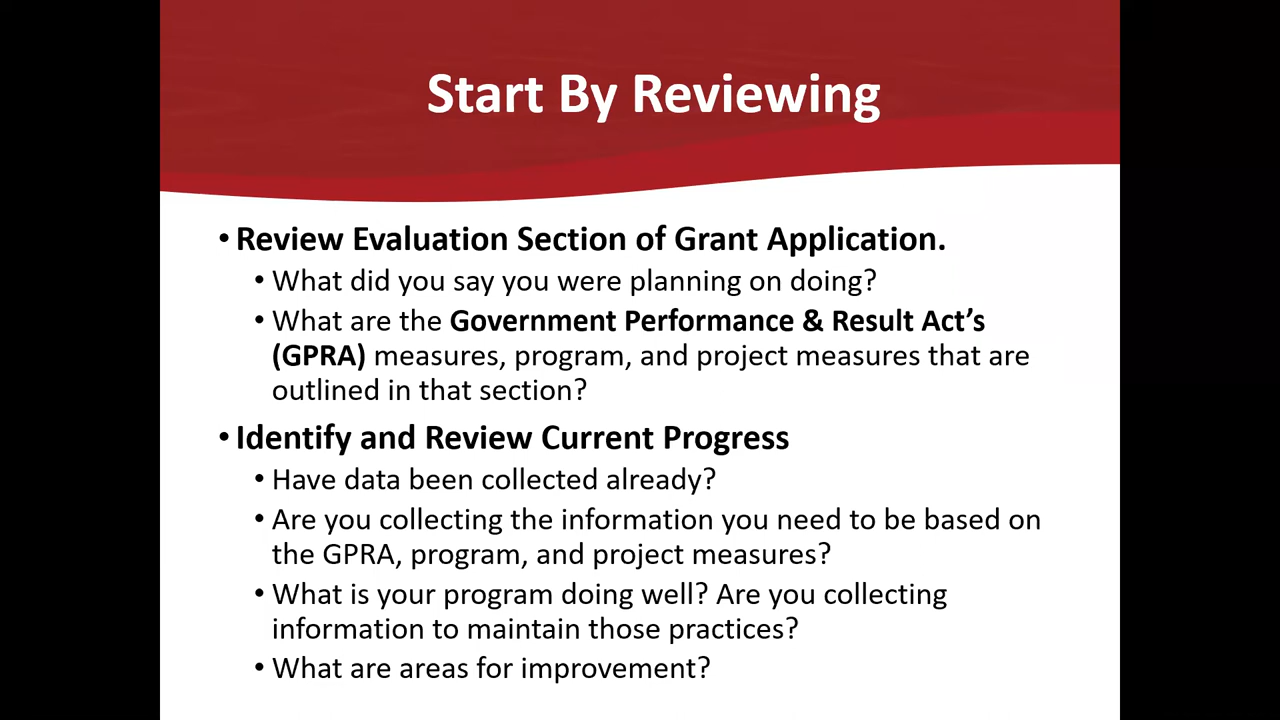 Start By Reviewing
• Review Evaluation Section of Grant Application.
• What did you say you were planning on doing?
• What are the Government Performance & Result Act’s
(GPRA) measures, program, and project measures that are
outlined in that section?
• Identify and Review Current Progress
• Have data been collected already?
• Are you collecting the information you need to be based on
the GPRA, program, and project measures?
• What is your program doing well? Are you collecting
information to maintain those practices?
• What are areas for improvement?